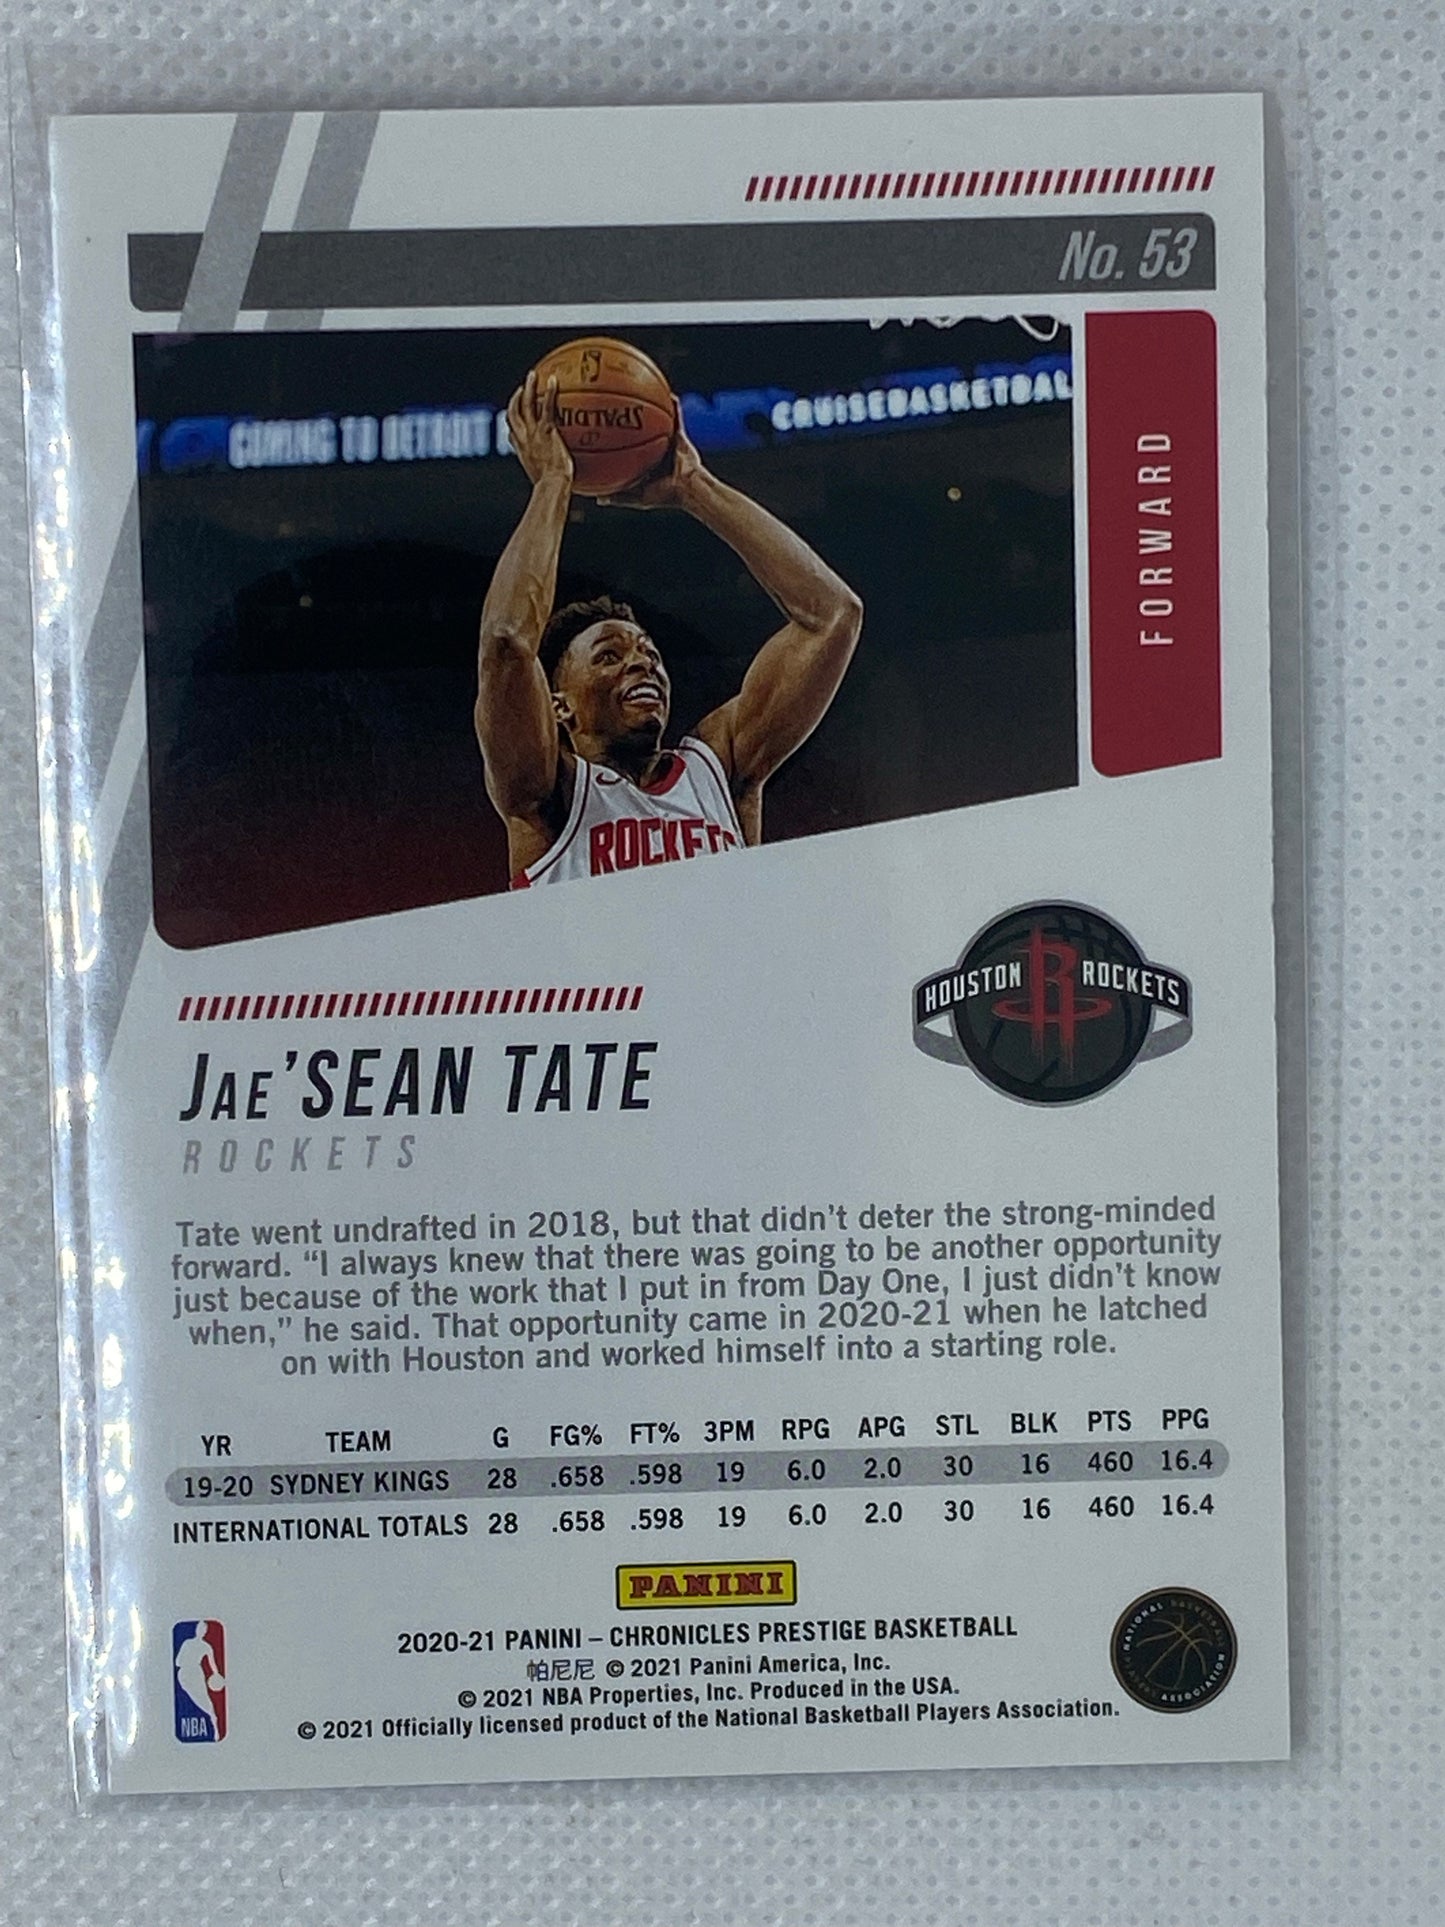 No. 53
COMING TO DETROIT
CRUISEBASKETBAL
SPALDING
ROCKETS
FORWARD
HOUSTON ROCKETS
JAE'SEAN TATE
ROCKETS
Tate went undrafted in 2018, but that didn't deter the strong-minded
forward. “I always knew that there was going to be another opportunity
just because of the work that I put in from Day One, I just didn't know
when,” he said. That opportunity came in 2020-21 when he latched
on with Houston and worked himself into a starting role.
YR TEAM G FG% FT% 3PM RPG APG STL BLK PTS PPG
19-20 SYDNEY KINGS 28 .658 .598 19 6.0 2.0 30 16 460 16.4
INTERNATIONAL TOTALS 28 .658 .598 19 6.0 2.0 30 16 460 16.4
PANINI
2020-21 PANINI – CHRONICLES PRESTIGE BASKETBALL
帕尼尼 © 2021 Panini America, Inc.
© 2021 NBA Properties, Inc. Produced in the USA.
© 2021 Officially licensed product of the National Basketball Players Association.
NBA
NATIONAL BASKETBALL PLAYERS ASSOCIATION